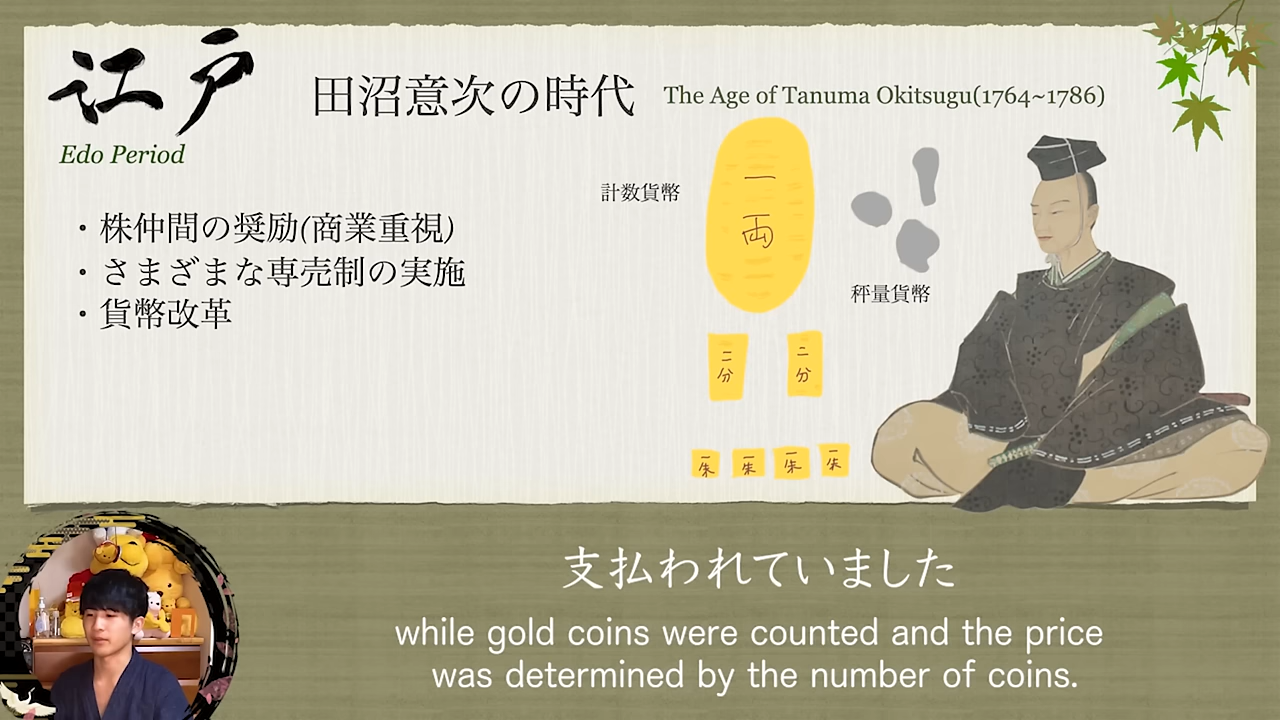 江戸
Edo Period
田沼意次の時代
The Age of Tanuma Okitsugu(1764~1786)
・株仲間の奨励(商業重視)
・さまざまな専売制の実施
・貨幣改革
計数貨幣
一両
秤量貨幣
二分
二分
一朱
一朱
一朱
一朱
支払われていました
while gold coins were counted and the price
was determined by the number of coins.